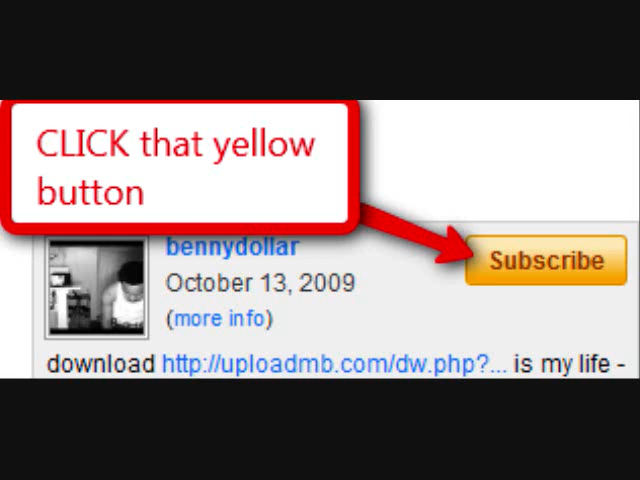 CLICK that yellow
button
bennydollar
Subscribe
October 13, 2009
(more info)
download http://uploadmb.com/dw.php?... is my life -